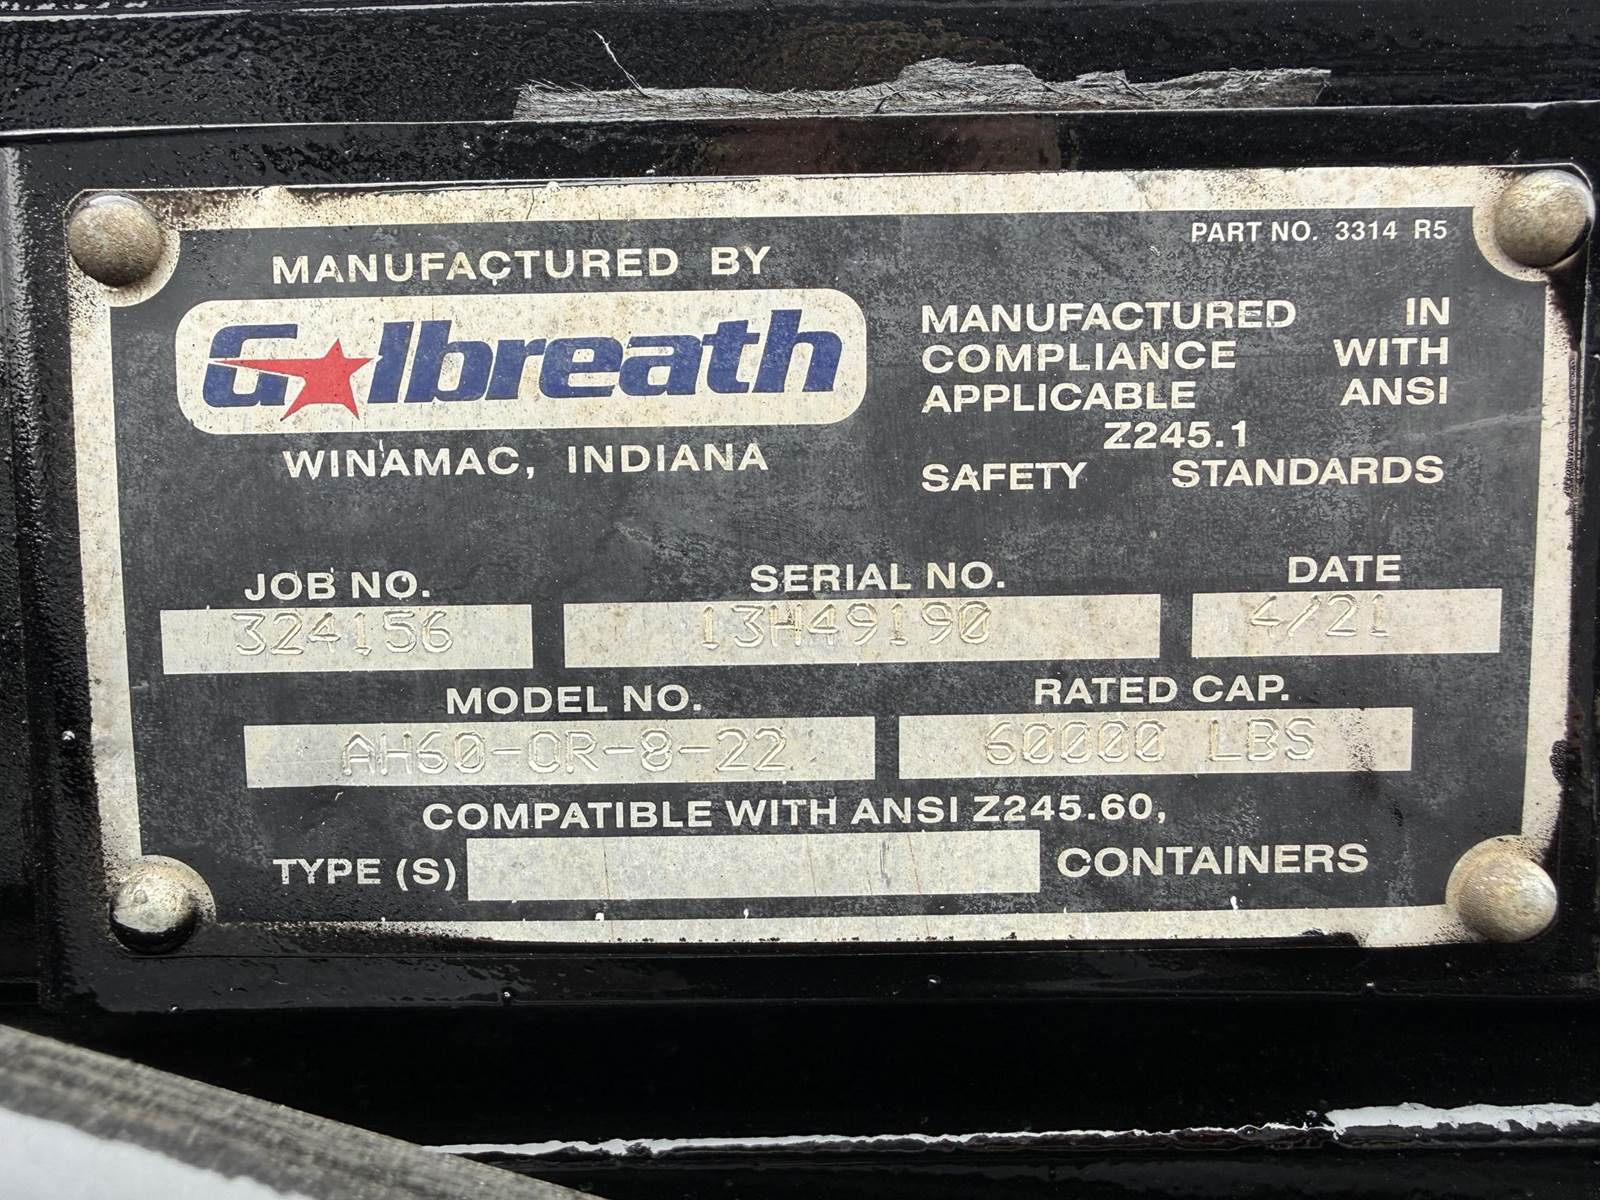 PART NO. 3314 R5
MANUFACTURED BY
Galbreath
WINAMAC, INDIANA
MANUFACTURED IN
COMPLIANCE WITH
APPLICABLE ANSI
Z245.1
SAFETY STANDARDS
JOB NO. SERIAL NO. DATE
324156 13H49190 4/21
MODEL NO. RATED CAP.
AH60-OR-8-22 60000 LBS
COMPATIBLE WITH ANSI Z245.60,
TYPE (S) CONTAINERS